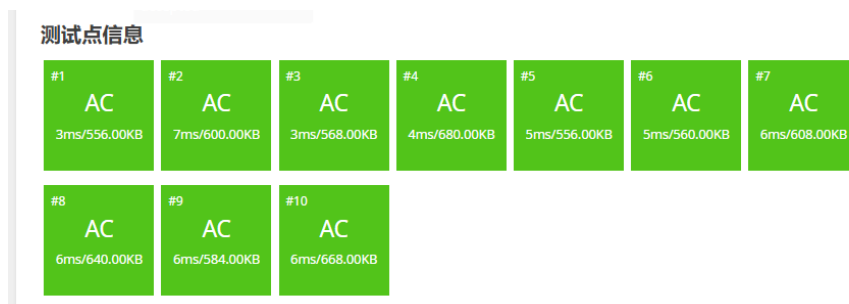 测试点信息
#1 #2 #3 #4 #5 #6 #7
AC AC AC AC AC AC AC
3ms/556.00KB 7ms/600.00KB 3ms/568.00KB 4ms/680.00KB 5ms/556.00KB 5ms/560.00KB 6ms/608.00KB
#8 #9 #10
AC AC AC
6ms/640.00KB 6ms/584.00KB 6ms/668.00KB